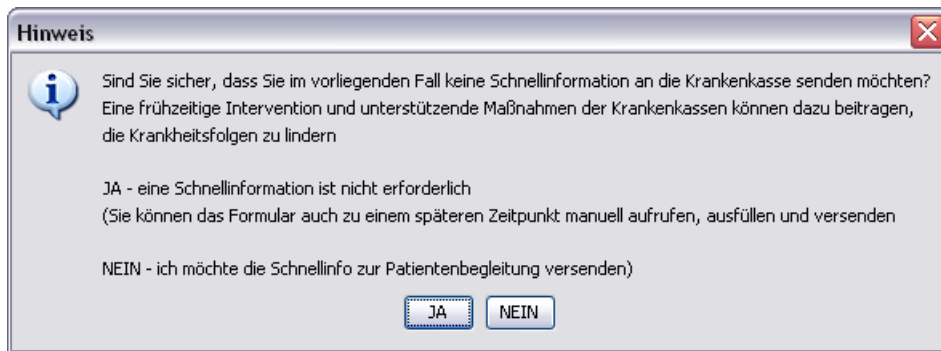 Hinweis
Sind Sie sicher, dass Sie im vorliegenden Fall keine Schnellinformation an die Krankenkasse senden möchten?
Eine frühzeitige Intervention und unterstützende Maßnahmen der Krankenkassen können dazu beitragen,
die Krankheitsfolgen zu lindern
JA - eine Schnellinformation ist nicht erforderlich
(Sie können das Formular auch zu einem späteren Zeitpunkt manuell aufrufen, ausfüllen und versenden
NEIN - ich möchte die Schnellinfo zur Patientenbegleitung versenden)
JA NEIN